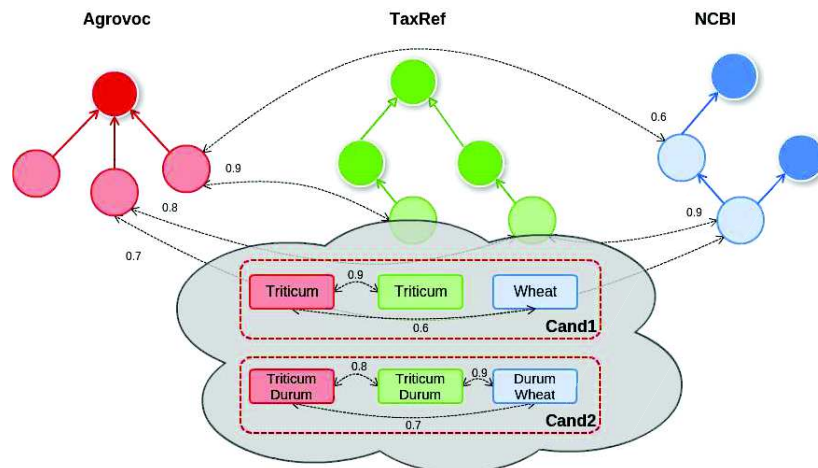 Agrovoc
TaxRef
NCBI
0.6
0.9
0.8
0.9
0.7
0.9
Triticum
Triticum
Wheat
0.6
Cand1
0.8
0.9
Triticum
Durum
Triticum
Durum
Durum
Wheat
0.7
Cand2